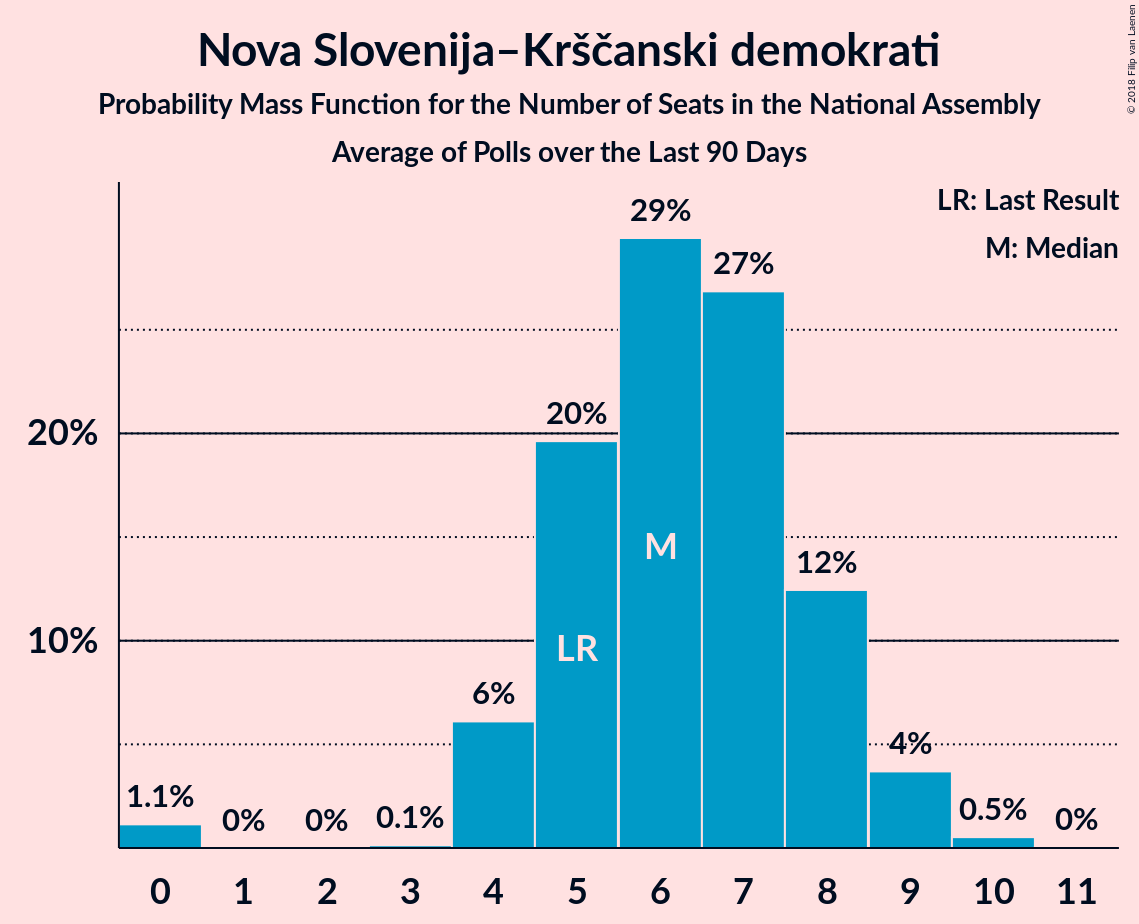 Nova Slovenija–Krščanski demokrati
Probability Mass Function for the Number of Seats in the National Assembly
Average of Polls over the Last 90 Days
© 2018 Filip van Laenen
LR: Last Result
M: Median
29%
27%
20%
20%
M
12%
LR
10%
6%
4%
1.1%
0%
0%
0.1%
0.5%
0%
0 1 2 3 4 5 6 7 8 9 10 11